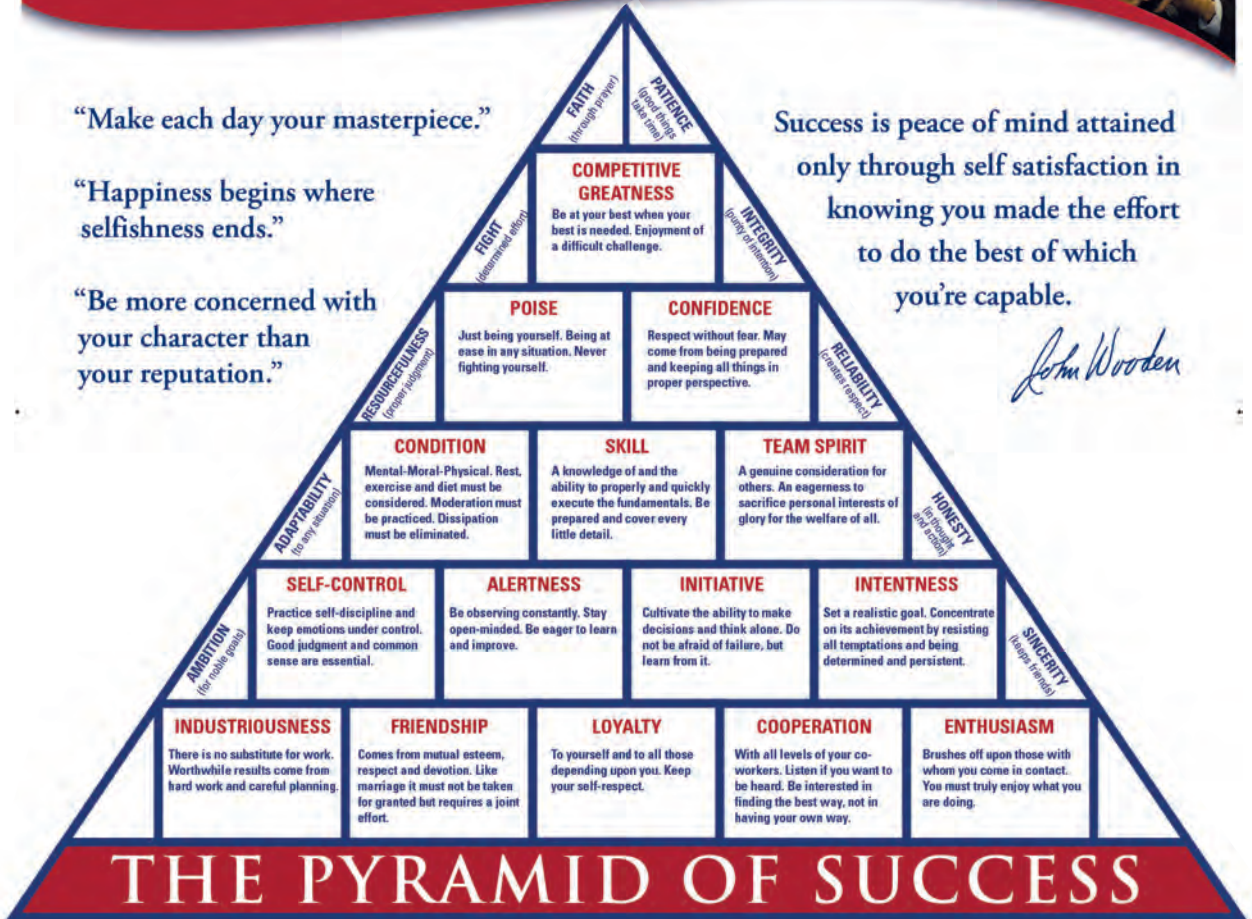 “Make each day your masterpiece.”
“Happiness begins where
selfishness ends.”
“Be more concerned with
your character than
your reputation.”
Success is peace of mind attained
only through self satisfaction in
knowing you made the effort
to do the best of which
you’re capable.
John Wooden
FAITH
(through prayer)
PATIENCE
(good things
take time)
COMPETITIVE
GREATNESS
Be at your best when your
best is needed. Enjoyment of
a difficult challenge.
FIGHT
(determined effort)
INTEGRITY
(purity of intention)
POISE
Just being yourself. Being at
ease in any situation. Never
fighting yourself.
CONFIDENCE
Respect without fear. May
come from being prepared
and keeping all things in
proper perspective.
RESOURCEFULNESS
(proper judgment)
RELIABILITY
(creates respect)
CONDITION
Mental-Moral-Physical. Rest,
exercise and diet must be
considered. Moderation must
be practiced. Dissipation
must be eliminated.
SKILL
A knowledge of and the
ability to properly and quickly
execute the fundamentals. Be
prepared and cover every
little detail.
TEAM SPIRIT
A genuine consideration for
others. An eagerness to
sacrifice personal interests of
glory for the welfare of all.
ADAPTABILITY
(to any situation)
HONESTY
(in thought
and action)
SELF-CONTROL
Practice self-discipline and
keep emotions under control.
Good judgment and common
sense are essential.
ALERTNESS
Be observing constantly. Stay
open-minded. Be eager to learn
and improve.
INITIATIVE
Cultivate the ability to make
decisions and think alone. Do
not be afraid of failure, but
learn from it.
INTENTNESS
Set a realistic goal. Concentrate
on its achievement by resisting
all temptations and being
determined and persistent.
AMBITION
(for noble goals)
SINCERITY
(keeps friends)
INDUSTRIOUSNESS
There is no substitute for work.
Worthwhile results come from
hard work and careful planning.
FRIENDSHIP
Comes from mutual esteem,
respect and devotion. Like
marriage it must not be taken
for granted but requires a joint
effort.
LOYALTY
To yourself and to all those
depending upon you. Keep
your self-respect.
COOPERATION
With all levels of your co-
workers. Listen if you want to
be heard. Be interested in
finding the best way, not in
having your own way.
ENTHUSIASM
Brushes off upon those with
whom you come in contact.
You must truly enjoy what you
are doing.
THE PYRAMID OF SUCCESS